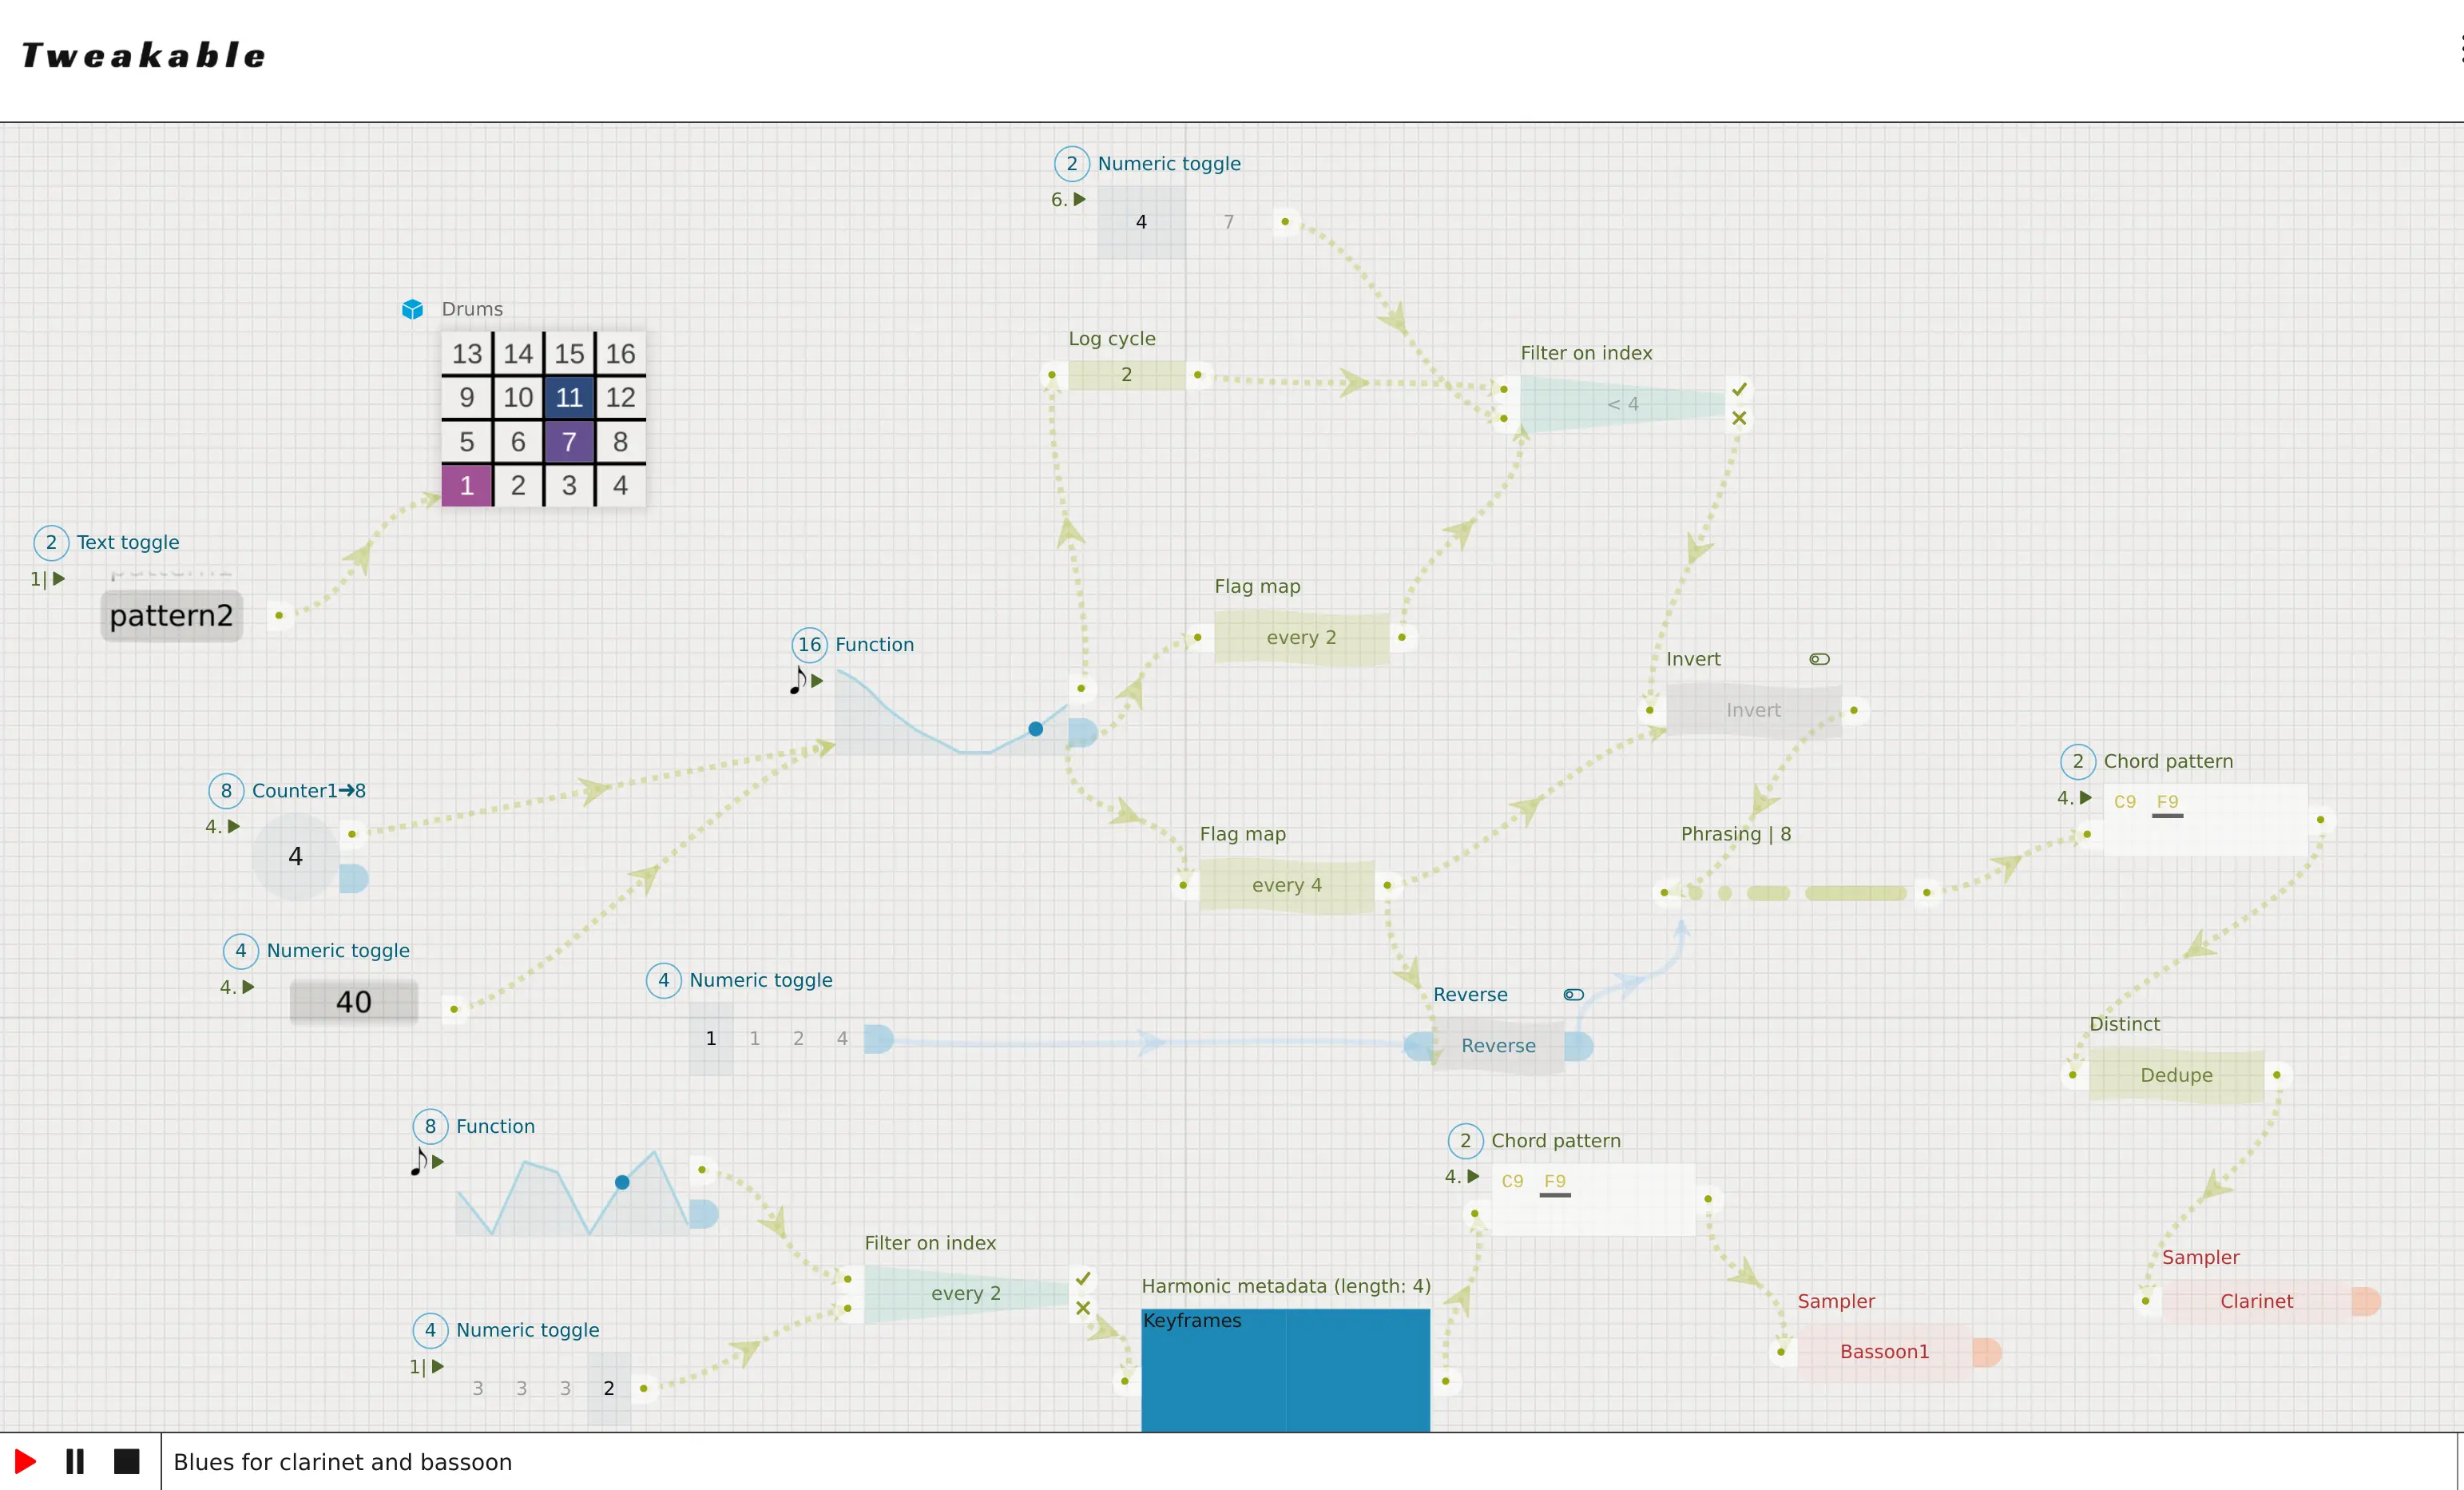 Tweakable
2 Numeric toggle
6.
4 7
Drums
13 14 15 16
9 10 11 12
5 6 7 8
1 2 3 4
Log cycle
2
Filter on index
< 4
2 Text toggle
1|
pattern2
Flag map
every 2
16 Function
Invert
Invert
8 Counter1➜8
4.
4
2 Chord pattern
4.
C9 F9
Flag map
every 4
Phrasing | 8
4 Numeric toggle
4.
40
4 Numeric toggle
1 1 2 4
Reverse
Reverse
Distinct
Dedupe
8 Function
2 Chord pattern
4.
C9 F9
Filter on index
every 2
Harmonic metadata (length: 4)
Keyframes
Sampler
Clarinet
Sampler
Bassoon1
4 Numeric toggle
1|
3 3 3 2
Blues for clarinet and bassoon